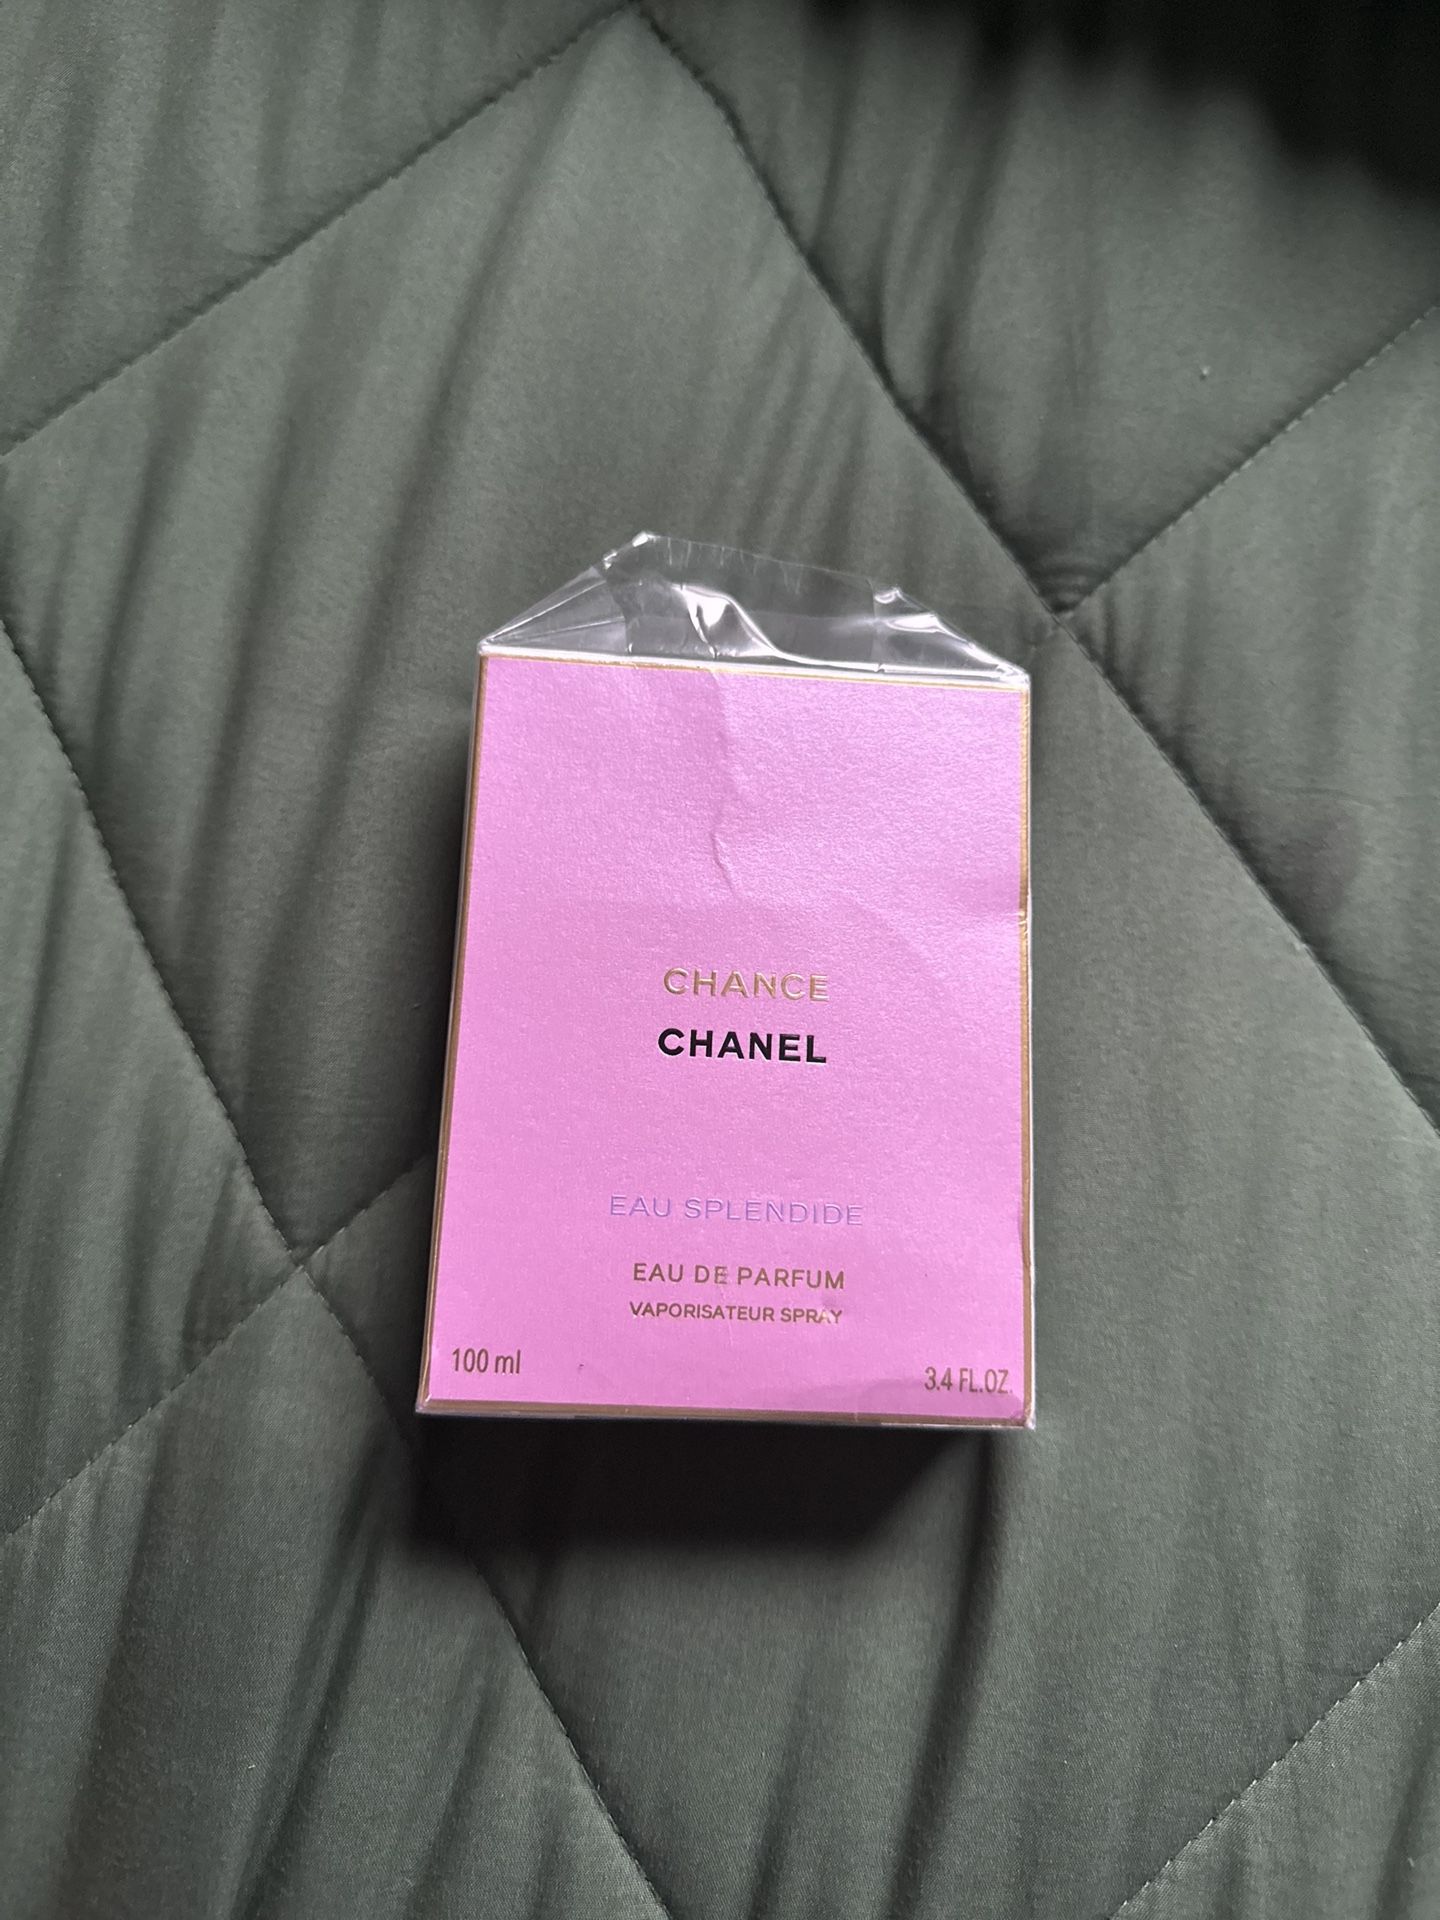 CHANCE
CHANEL
EAU SPLENDIDE
EAU DE PARFUM
VAPORISATEUR SPRAY
100 ml
3.4 FL.OZ.